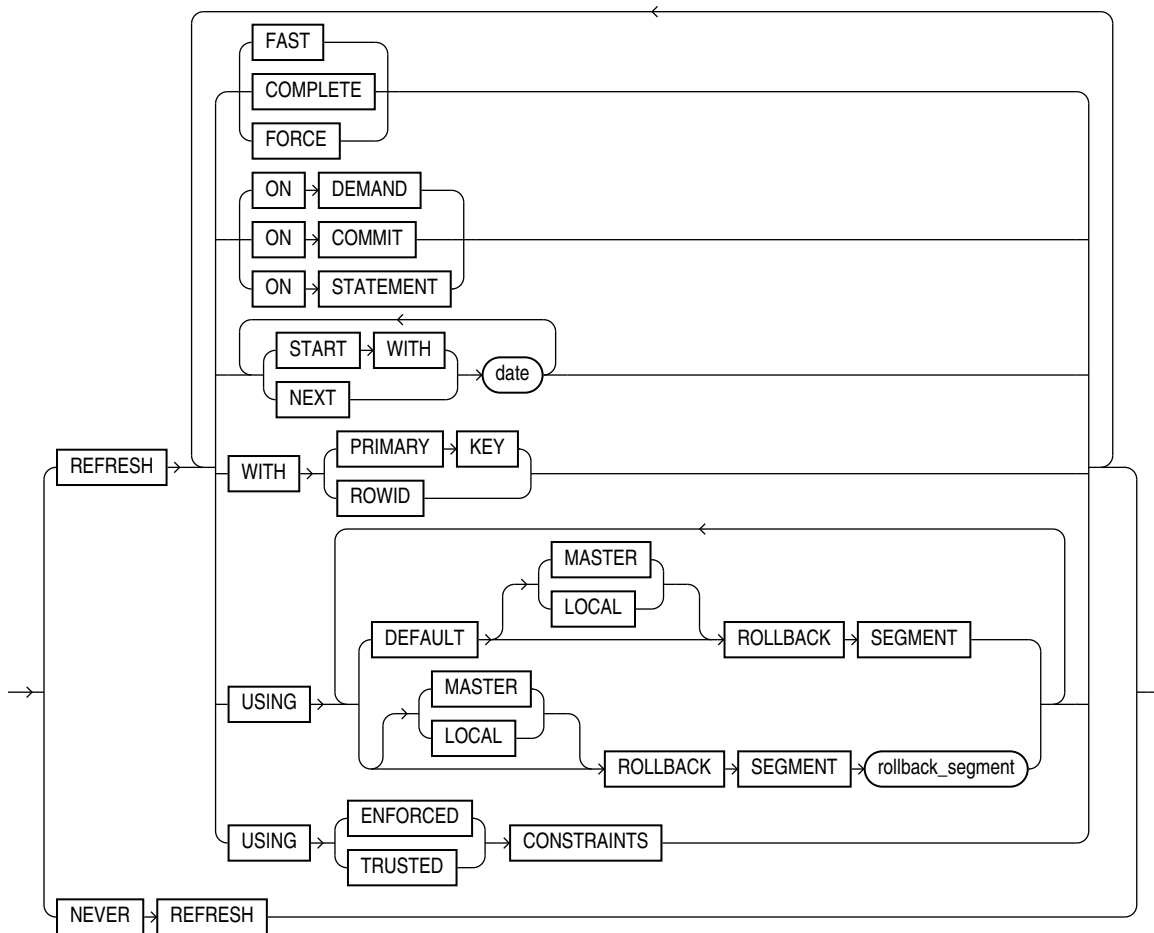 FAST
COMPLETE
FORCE
ON DEMAND
ON COMMIT
ON STATEMENT
START WITH
date
NEXT
PRIMARY KEY
REFRESH
WITH
ROWID
MASTER
LOCAL
DEFAULT ROLLBACK SEGMENT
MASTER
USING
LOCAL
ROLLBACK SEGMENT rollback_segment
ENFORCED
USING CONSTRAINTS
TRUSTED
NEVER REFRESH